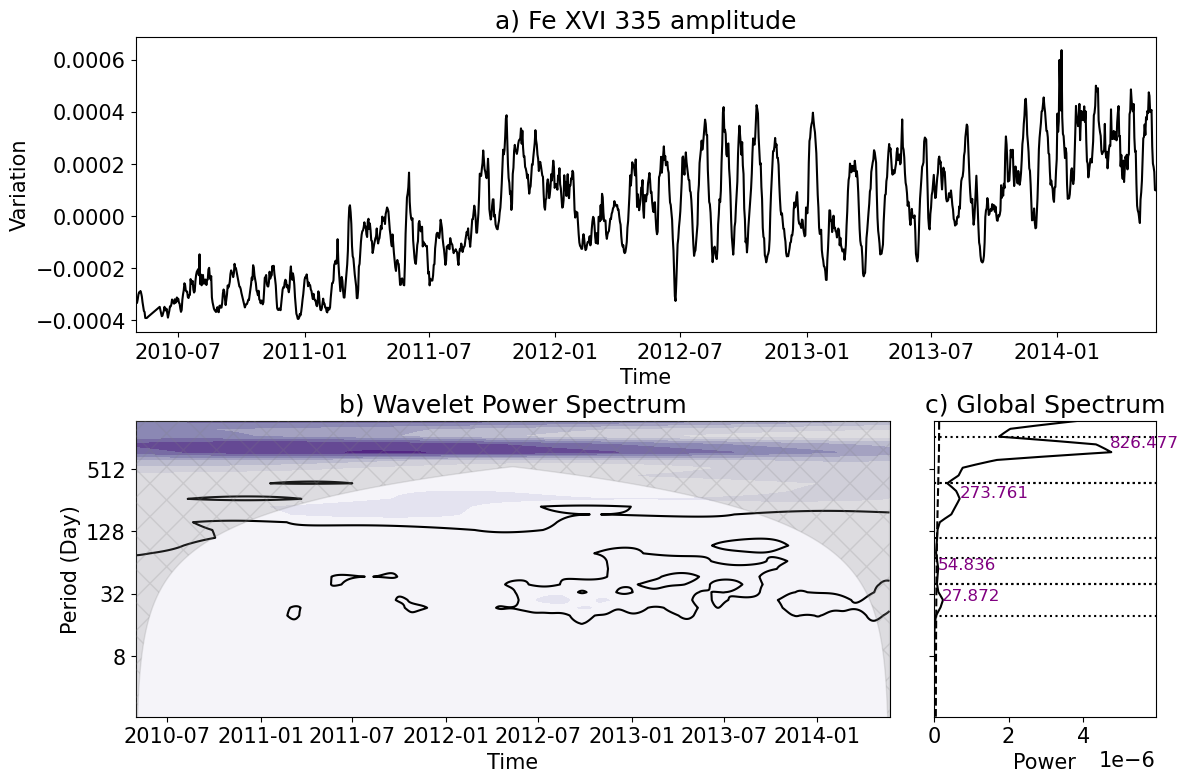 a) Fe XVI 335 amplitude
Variation
0.0006
0.0004
0.0002
0.0000
−0.0002
−0.0004
2010-07 2011-01 2011-07 2012-01 2012-07 2013-01 2013-07 2014-01
Time
b) Wavelet Power Spectrum
Period (Day)
512
128
32
8
2010-07 2011-01 2011-07 2012-01 2012-07 2013-01 2013-07 2014-01
Time
c) Global Spectrum
826.477
273.761
54.836
27.872
0 2 4
Power 1e−6